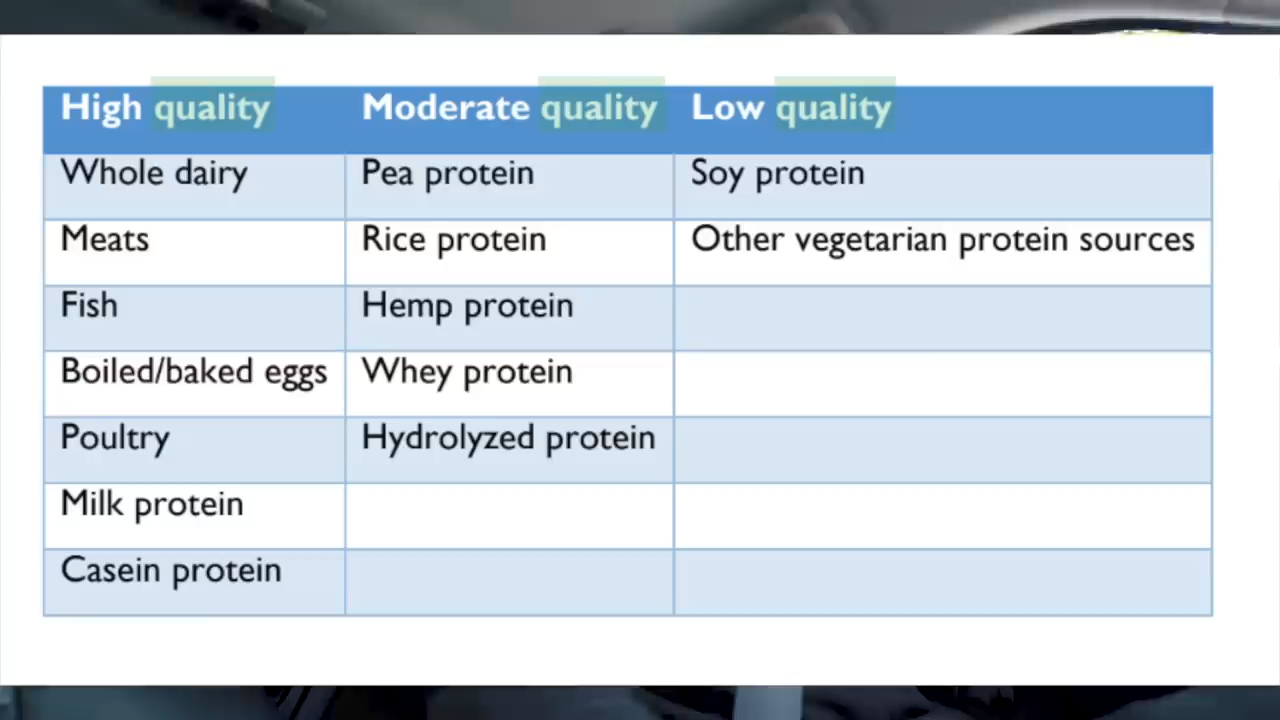 High quality Moderate quality Low quality
Whole dairy Pea protein Soy protein
Meats Rice protein Other vegetarian protein sources
Fish Hemp protein
Boiled/baked eggs Whey protein
Poultry Hydrolyzed protein
Milk protein
Casein protein